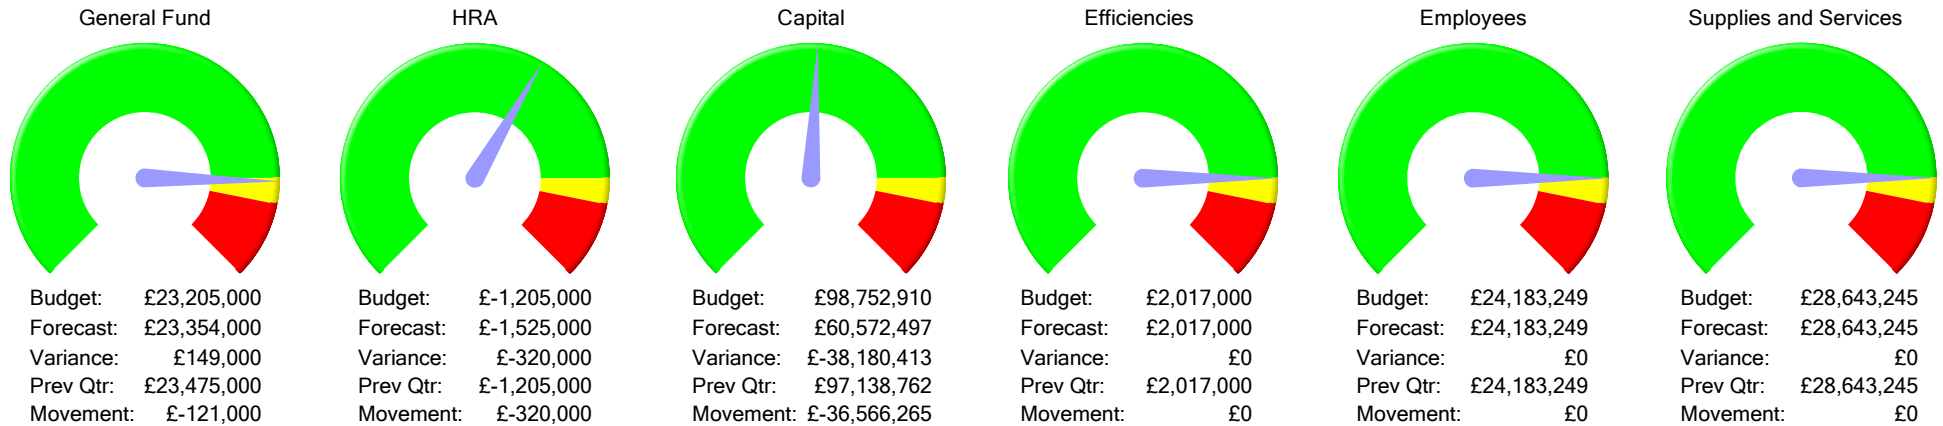 General Fund
Budget: £23,205,000
Forecast: £23,354,000
Variance: £149,000
Prev Qtr: £23,475,000
Movement: £-121,000
HRA
Budget: £-1,205,000
Forecast: £-1,525,000
Variance: £-320,000
Prev Qtr: £-1,205,000
Movement: £-320,000
Capital
Budget: £98,752,910
Forecast: £60,572,497
Variance: £-38,180,413
Prev Qtr: £97,138,762
Movement: £-36,566,265
Efficiencies
Budget: £2,017,000
Forecast: £2,017,000
Variance: £0
Prev Qtr: £2,017,000
Movement: £0
Employees
Budget: £24,183,249
Forecast: £24,183,249
Variance: £0
Prev Qtr: £24,183,249
Movement: £0
Supplies and Services
Budget: £28,643,245
Forecast: £28,643,245
Variance: £0
Prev Qtr: £28,643,245
Movement: £0